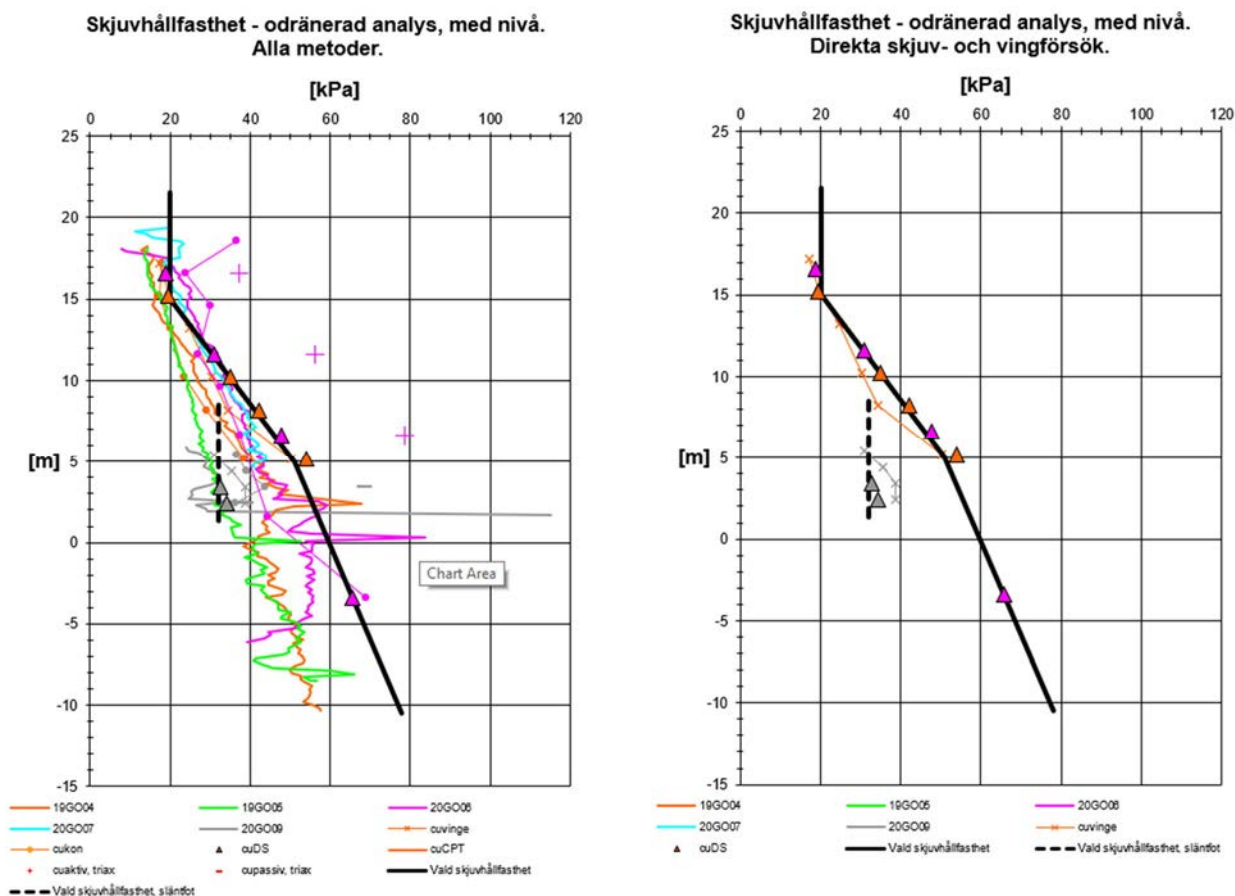 Skjuvhållfasthet - odränerad analys, med nivå.
Alla metoder.
[kPa]
0 20 40 60 80 100 120
25
20
15
10
[m] 5
0
Chart Area
-5
-10
-15
19GO04 19GO05 20GO06
20GO07 20GO09 cuvinge
cukon cuDS cuCPT
cuaktiv, triax cupassiv, triax Vald skjuvhållfasthet
Vald skjuvhållfasthet, släntfot
Skjuvhållfasthet - odränerad analys, med nivå.
Direkta skjuv- och vingförsök.
[kPa]
0 20 40 60 80 100 120
25
20
15
10
[m] 5
0
-5
-10
-15
19GO04 19GO05 20GO06
20GO07 20GO09 cuvinge
cuDS Vald skjuvhållfasthet Vald skjuvhållfasthet, släntfot